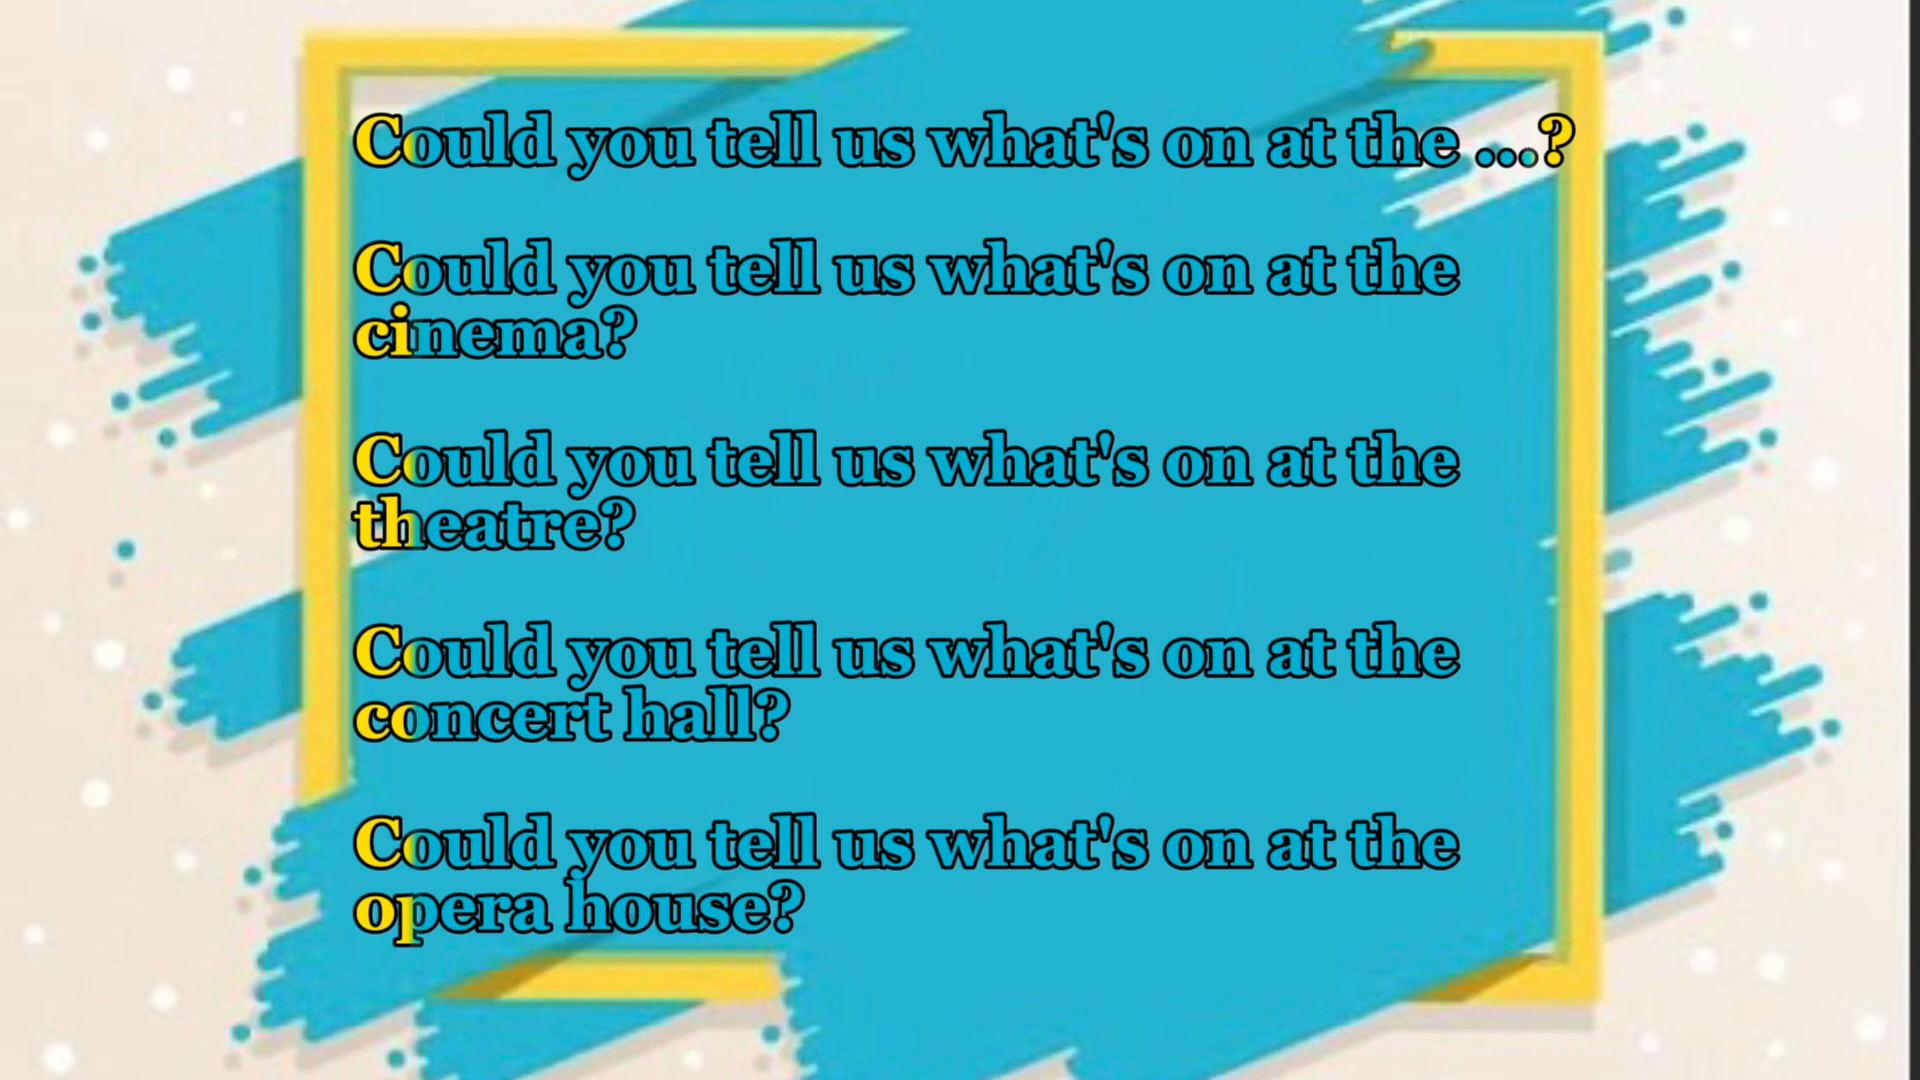 Could you tell us what's on at the ...?
Could you tell us what's on at the
cinema?
Could you tell us what's on at the
theatre?
Could you tell us what's on at the
concert hall?
Could you tell us what's on at the
opera house?